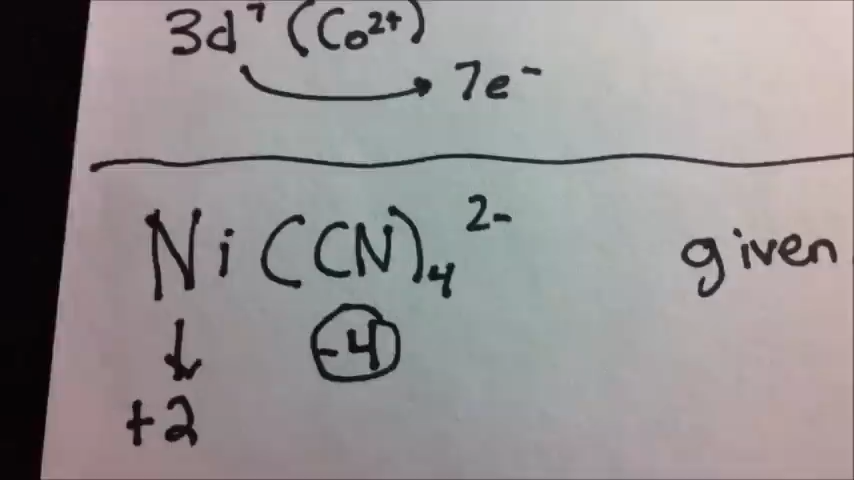 3d⁷ (Co²⁺)
7e⁻
Ni(CN)₄²⁻ given
-4
+2